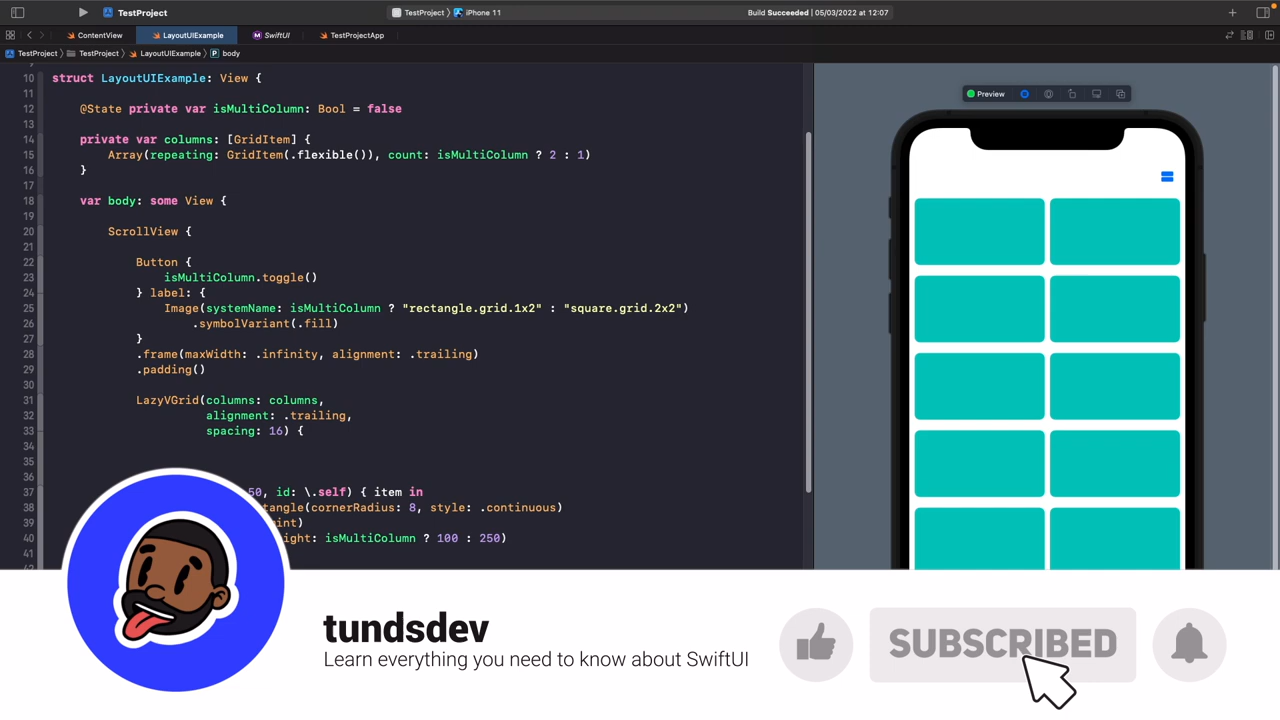 TestProject
TestProject › iPhone 11
Build Succeeded | 05/03/2022 at 12:07
ContentView
LayoutUIExample
SwiftUI
TestProjectApp
TestProject › TestProject › LayoutUIExample › P body
10 struct LayoutUIExample: View {
11
12 @State private var isMultiColumn: Bool = false
13
14 private var columns: [GridItem] {
15 Array(repeating: GridItem(.flexible()), count: isMultiColumn ? 2 : 1)
16 }
17
18 var body: some View {
19
20 ScrollView {
21
22 Button {
23 isMultiColumn.toggle()
24 } label: {
25 Image(systemName: isMultiColumn ? "rectangle.grid.1x2" : "square.grid.2x2")
26 .symbolVariant(.fill)
27 }
28 .frame(maxWidth: .infinity, alignment: .trailing)
29 .padding()
30
31 LazyVGrid(columns: columns,
32 alignment: .trailing,
33 spacing: 16) {
34
35
36
37 50, id: \.self) { item in
38 tangle(cornerRadius: 8, style: .continuous)
39 int)
40 ight: isMultiColumn ? 100 : 250)
41
Preview
tundsdev
Learn everything you need to know about SwiftUI
SUBSCRIBED